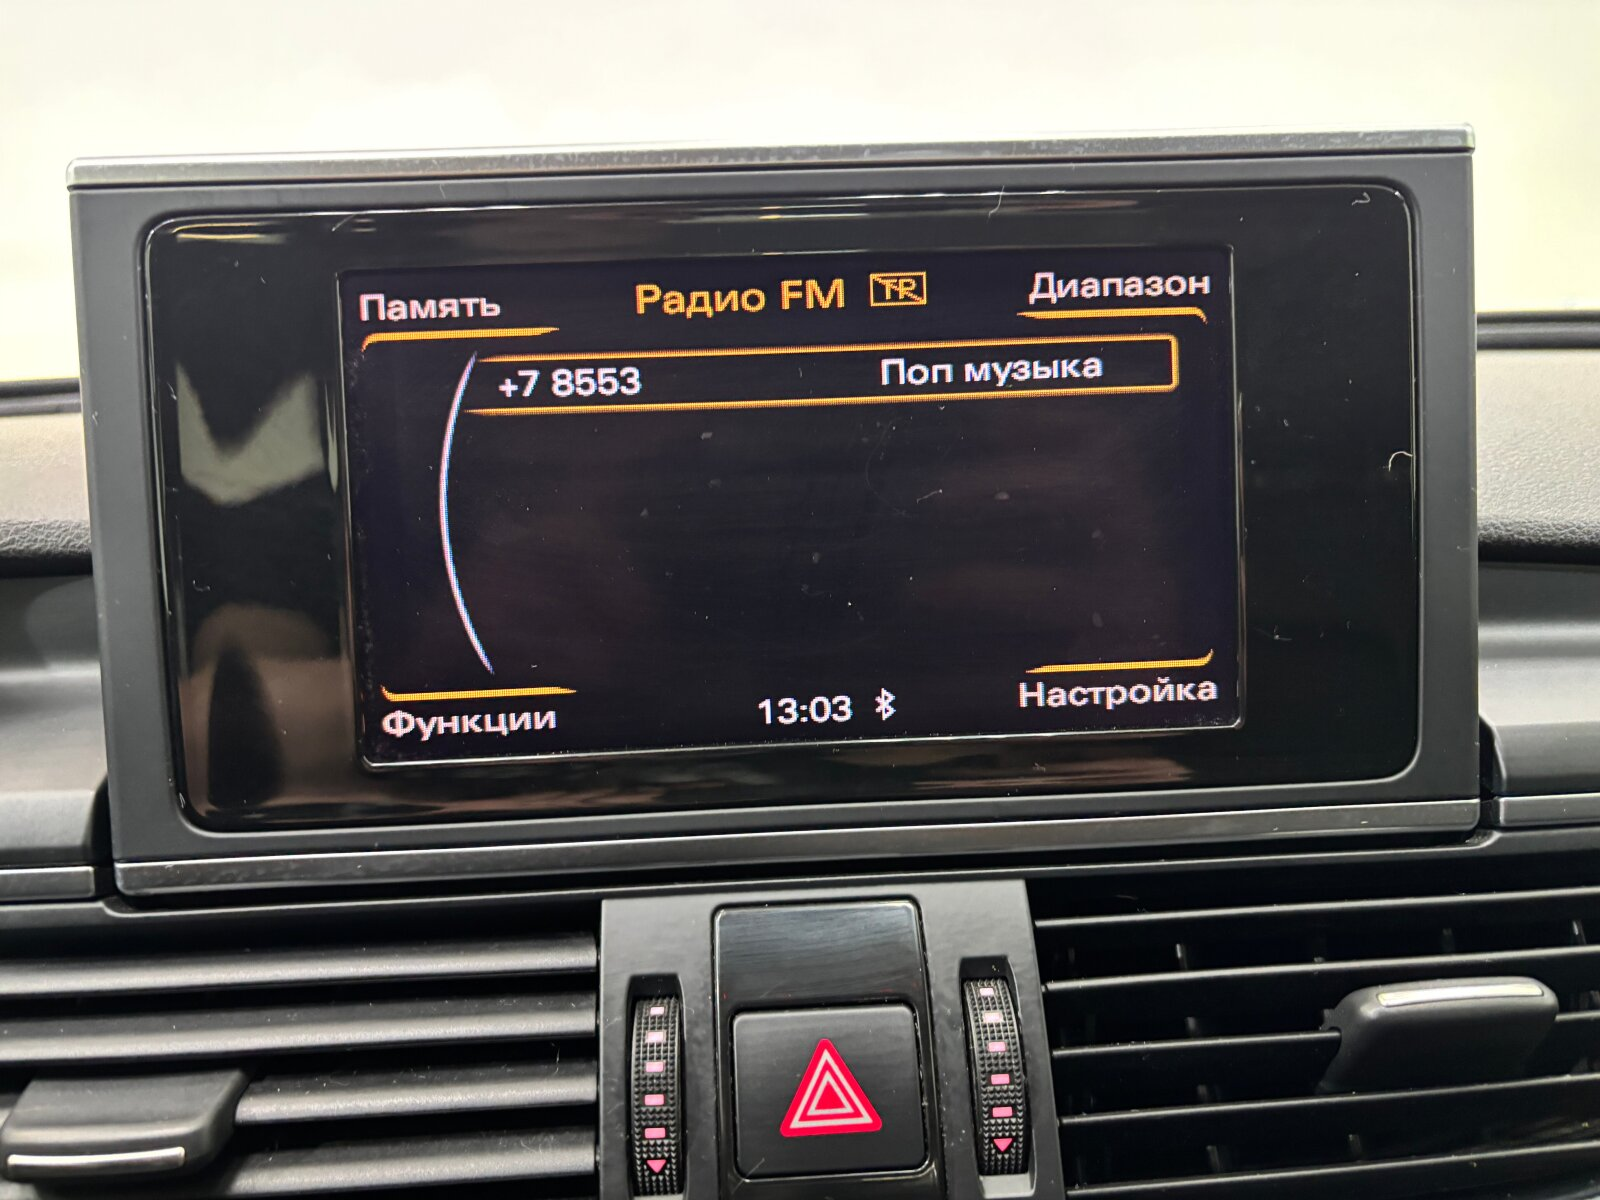 Память Радио FM TP Диапазон
+7 8553 Поп музыка
Функции 13:03 Настройка